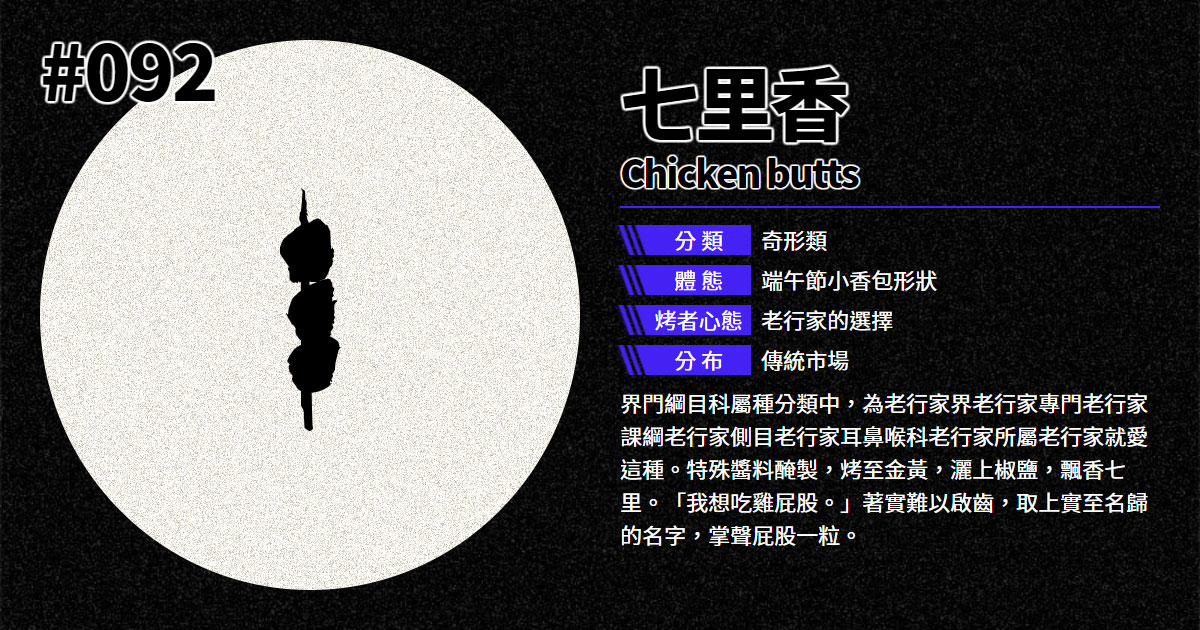 #092
七里香
Chicken butts
分類 奇形類
體態 端午節小香包形狀
烤者心態 老行家的選擇
分布 傳統市場
界門綱目科屬種分類中，為老行家界老行家專門老行家
課綱老行家側目老行家耳鼻喉科老行家所屬老行家就愛
這種。特殊醬料醃製，烤至金黃，灑上椒鹽，飄香七
里。「我想吃雞屁股。」著實難以啟齒，取上實至名歸
的名字，掌聲屁股一粒。